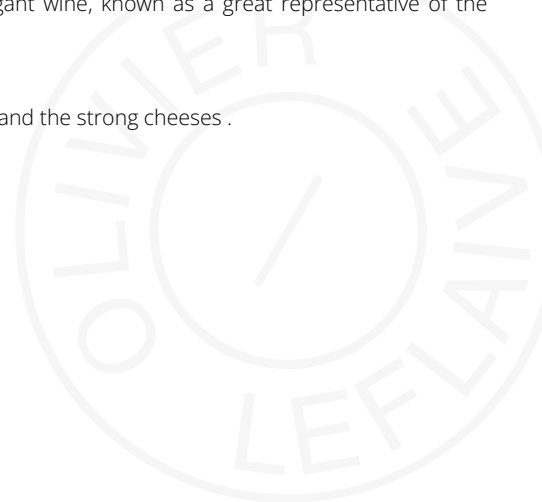 gant wine, known as a great representative of the
and the strong cheeses .
OLIVIER
LEFLAIVE